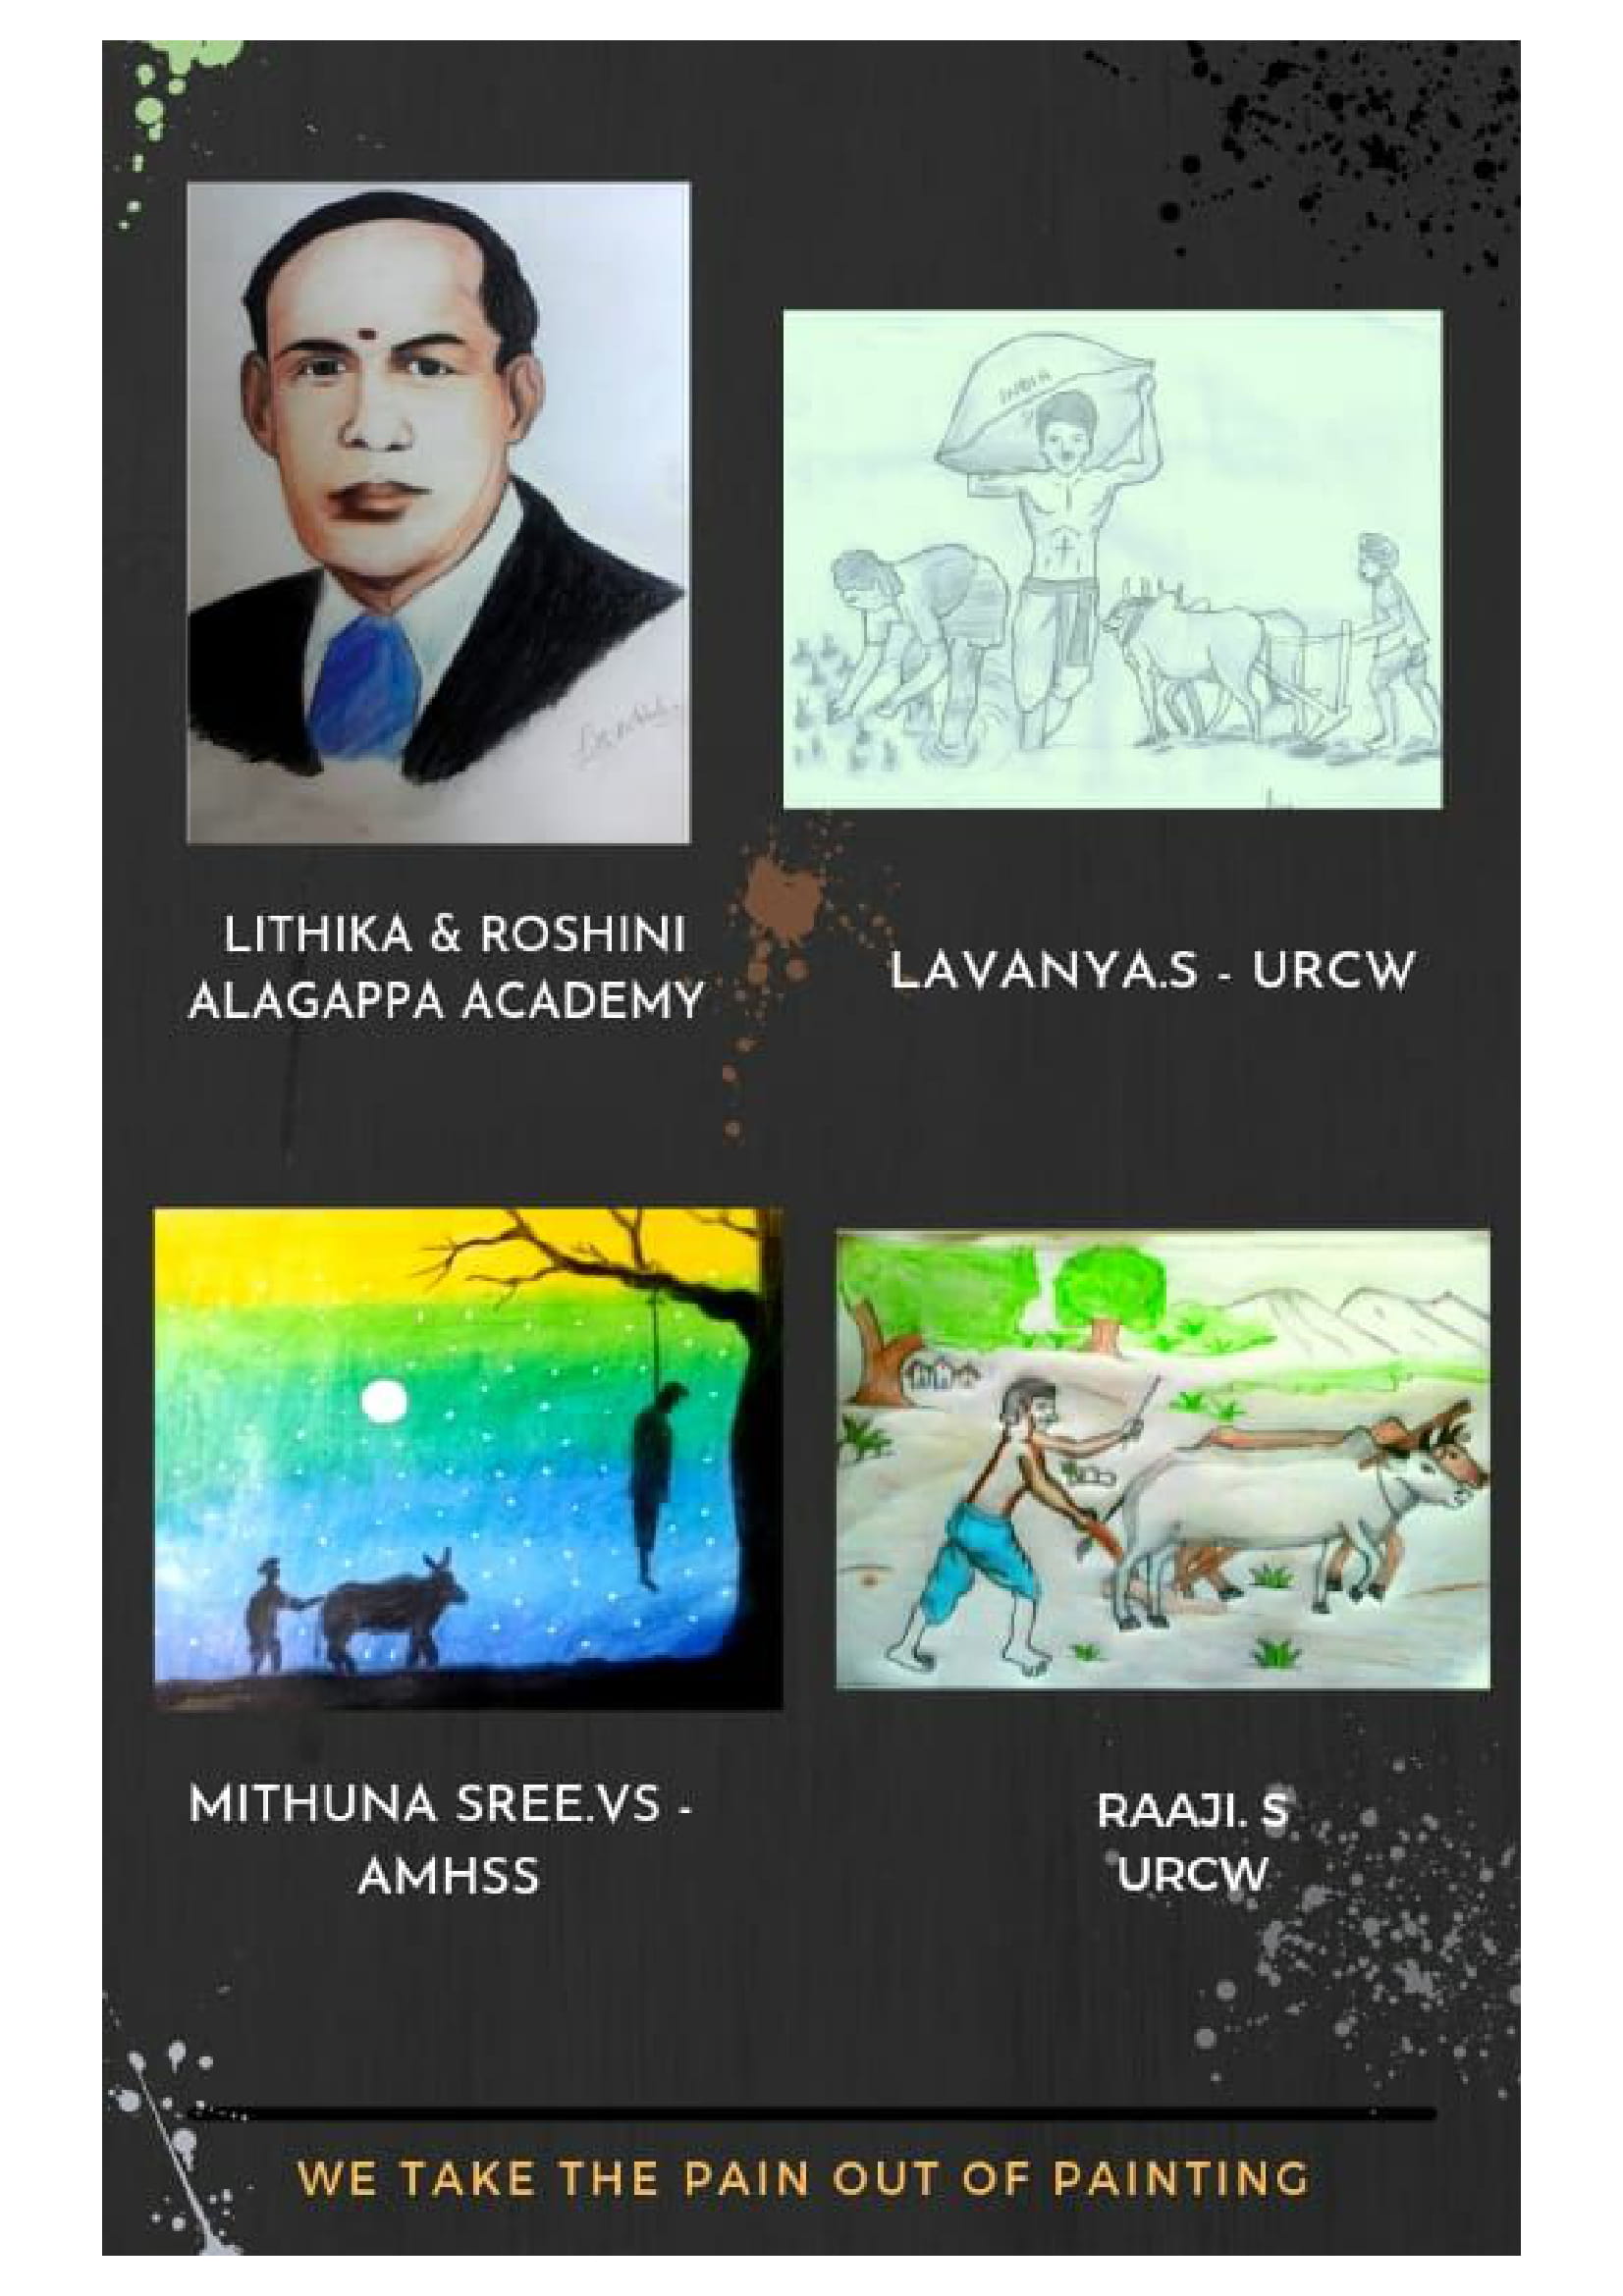 INDIA
LITHIKA & ROSHINI
ALAGAPPA ACADEMY
LAVANYA.S - URCW
MITHUNA SREE.VS -
AMHSS
RAAJI. S
URCW
WE TAKE THE PAIN OUT OF PAINTING